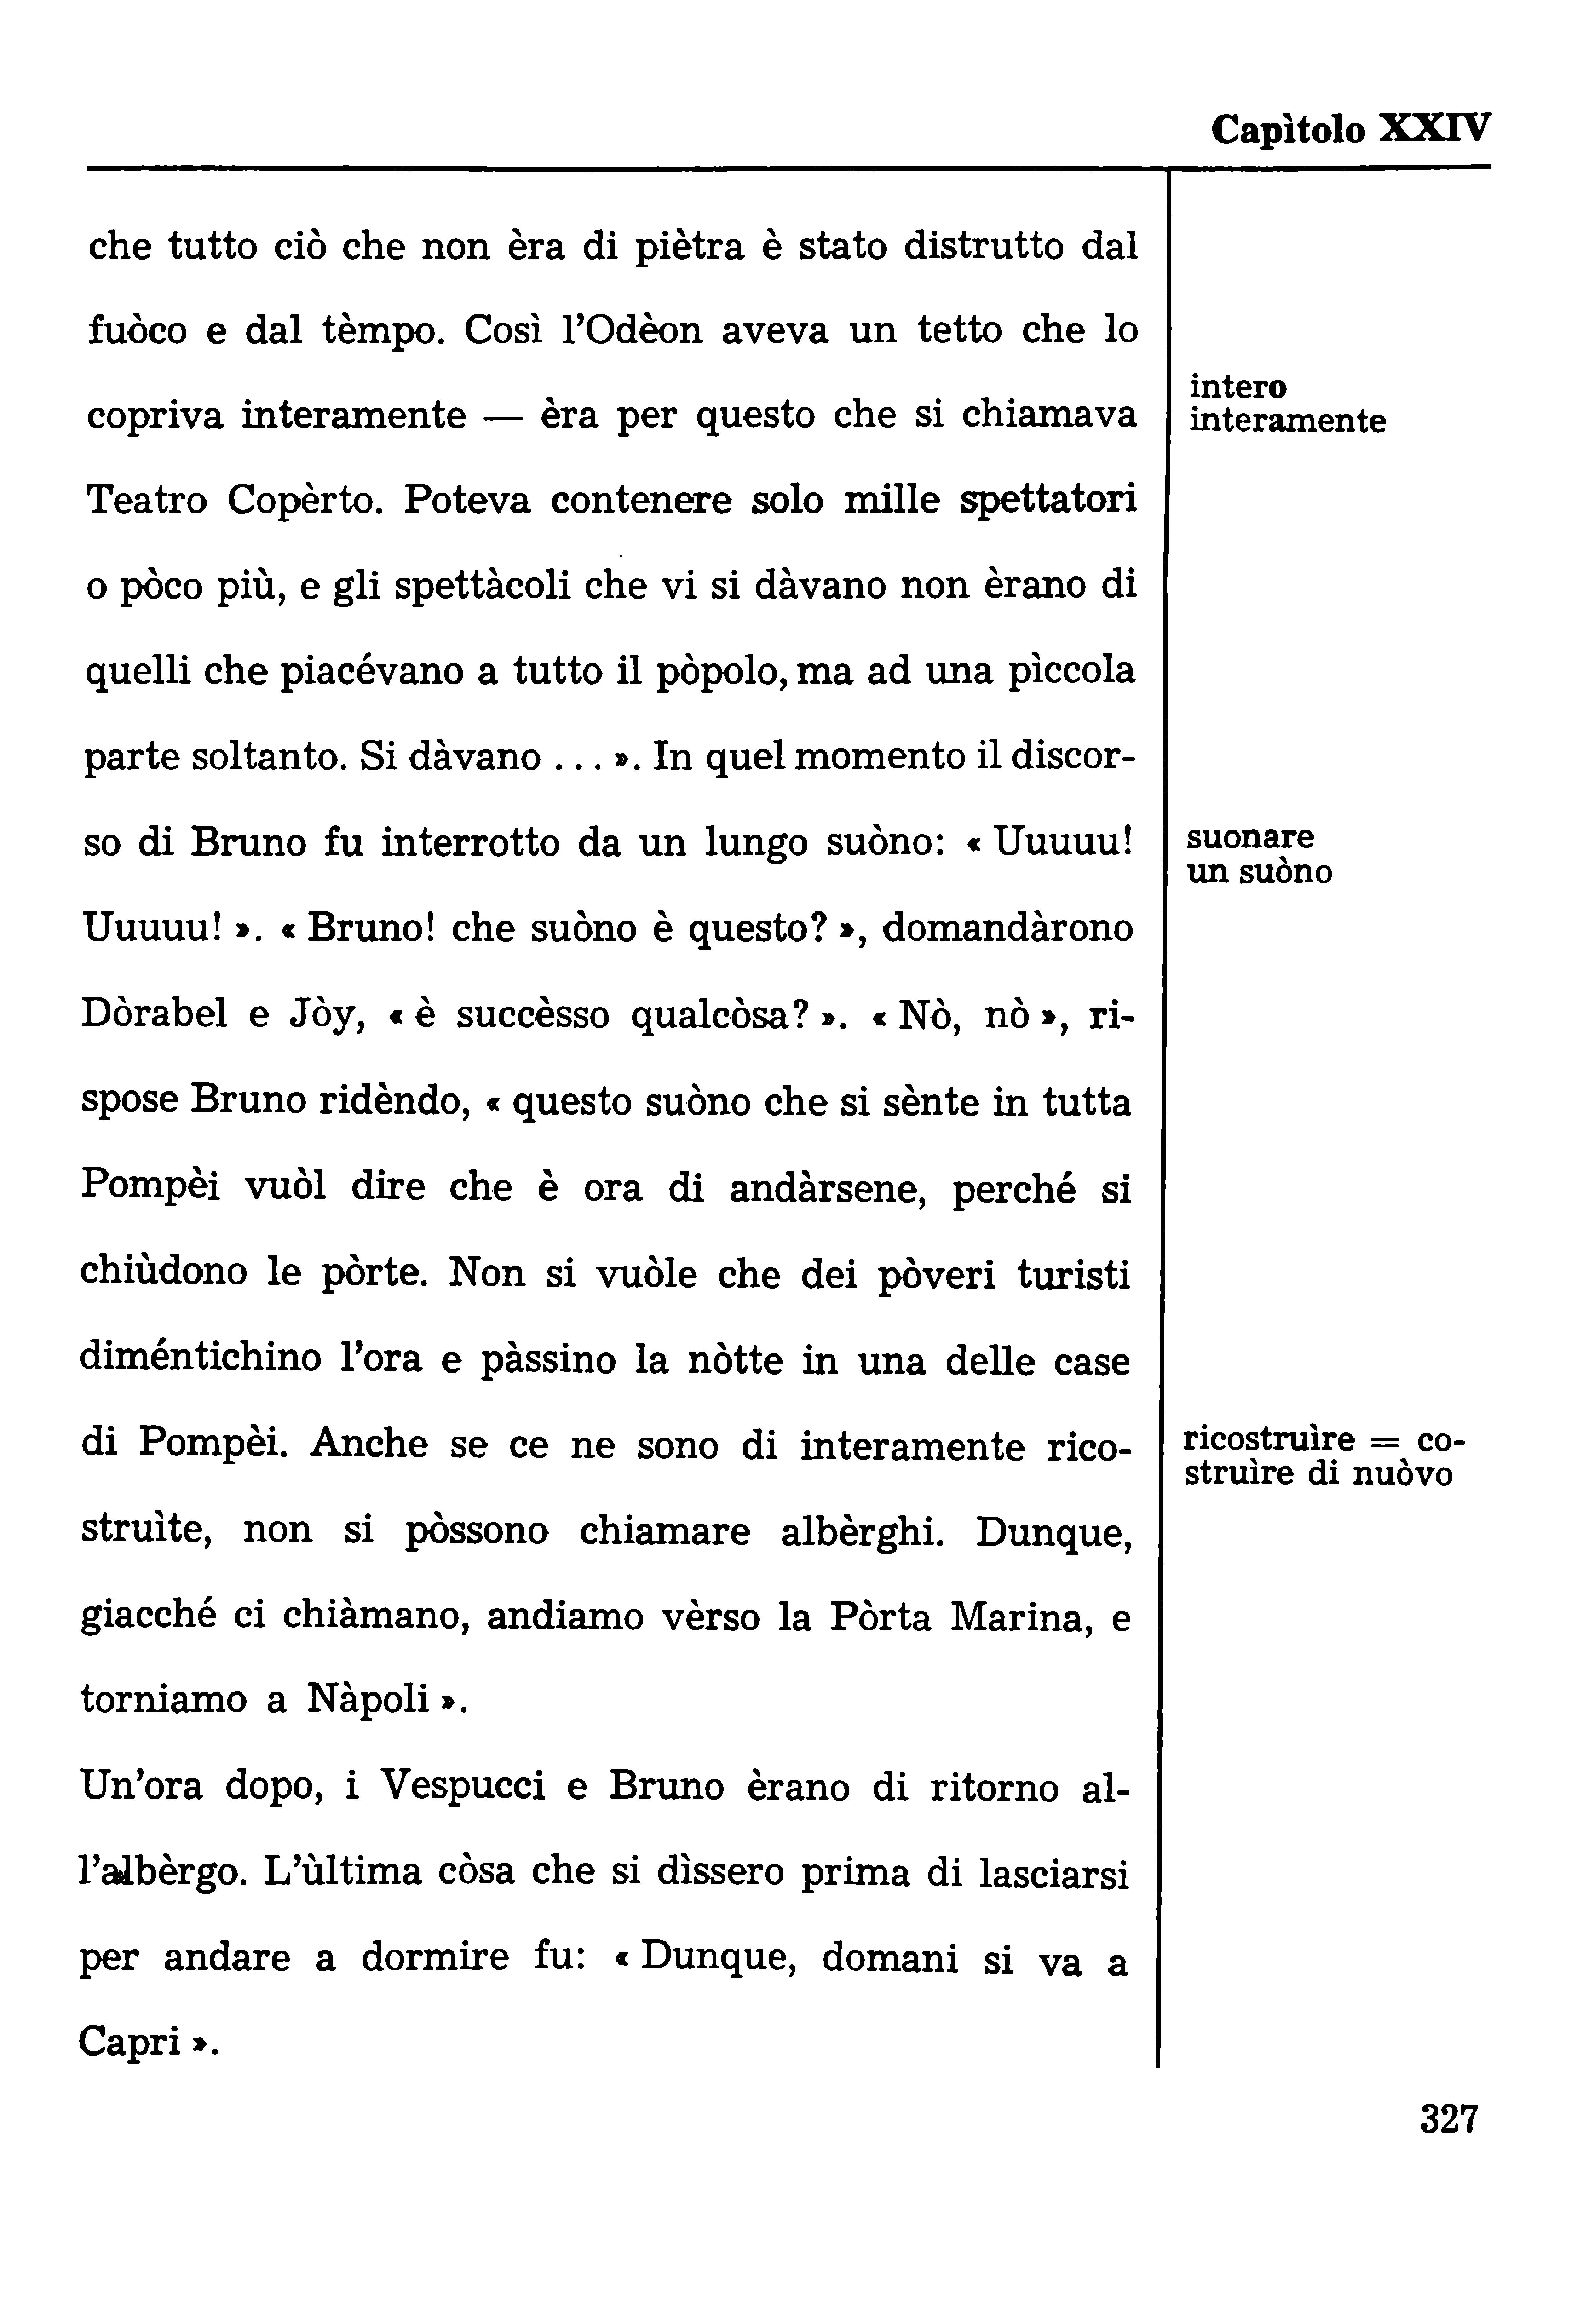 Capìtolo XXIV
che tutto ciò che non èra di piètra è stato distrutto dal
fuòco e dal tèmpo. Così l'Odèon aveva un tetto che lo
copriva interamente — èra per questo che si chiamava
Teatro Copèrto. Poteva contenere solo mille spettatori
o pòco più, e gli spettàcoli che vi si dàvano non èrano di
quelli che piacévano a tutto il pòpolo, ma ad una pìccola
parte soltanto. Si dàvano ... ». In quel momento il discor-
so di Bruno fu interrotto da un lungo suòno: « Uuuuu!
Uuuuu! ». « Bruno! che suòno è questo? », domandàrono
Dòrabel e Jòy, « è succèsso qualcòsa? ». « Nò, nò », ri-
spose Bruno ridèndo, « questo suòno che si sènte in tutta
Pompèi vuòl dire che è ora di andàrsene, perché si
chiùdono le pòrte. Non si vuòle che dei pòveri turisti
diméntichino l'ora e pàssino la nòtte in una delle case
di Pompèi. Anche se ce ne sono di interamente rico-
struìte, non si pòssono chiamare albèrghi. Dunque,
giacché ci chiàmano, andiamo vèrso la Pòrta Marina, e
torniamo a Nàpoli ».
Un'ora dopo, i Vespucci e Bruno èrano di ritorno al-
l'albèrgo. L'ùltima còsa che si dìssero prima di lasciarsi
per andare a dormire fu: « Dunque, domani si va a
Capri ».
intero
interamente
suonare
un suòno
ricostruìre = co-
struìre di nuòvo
327